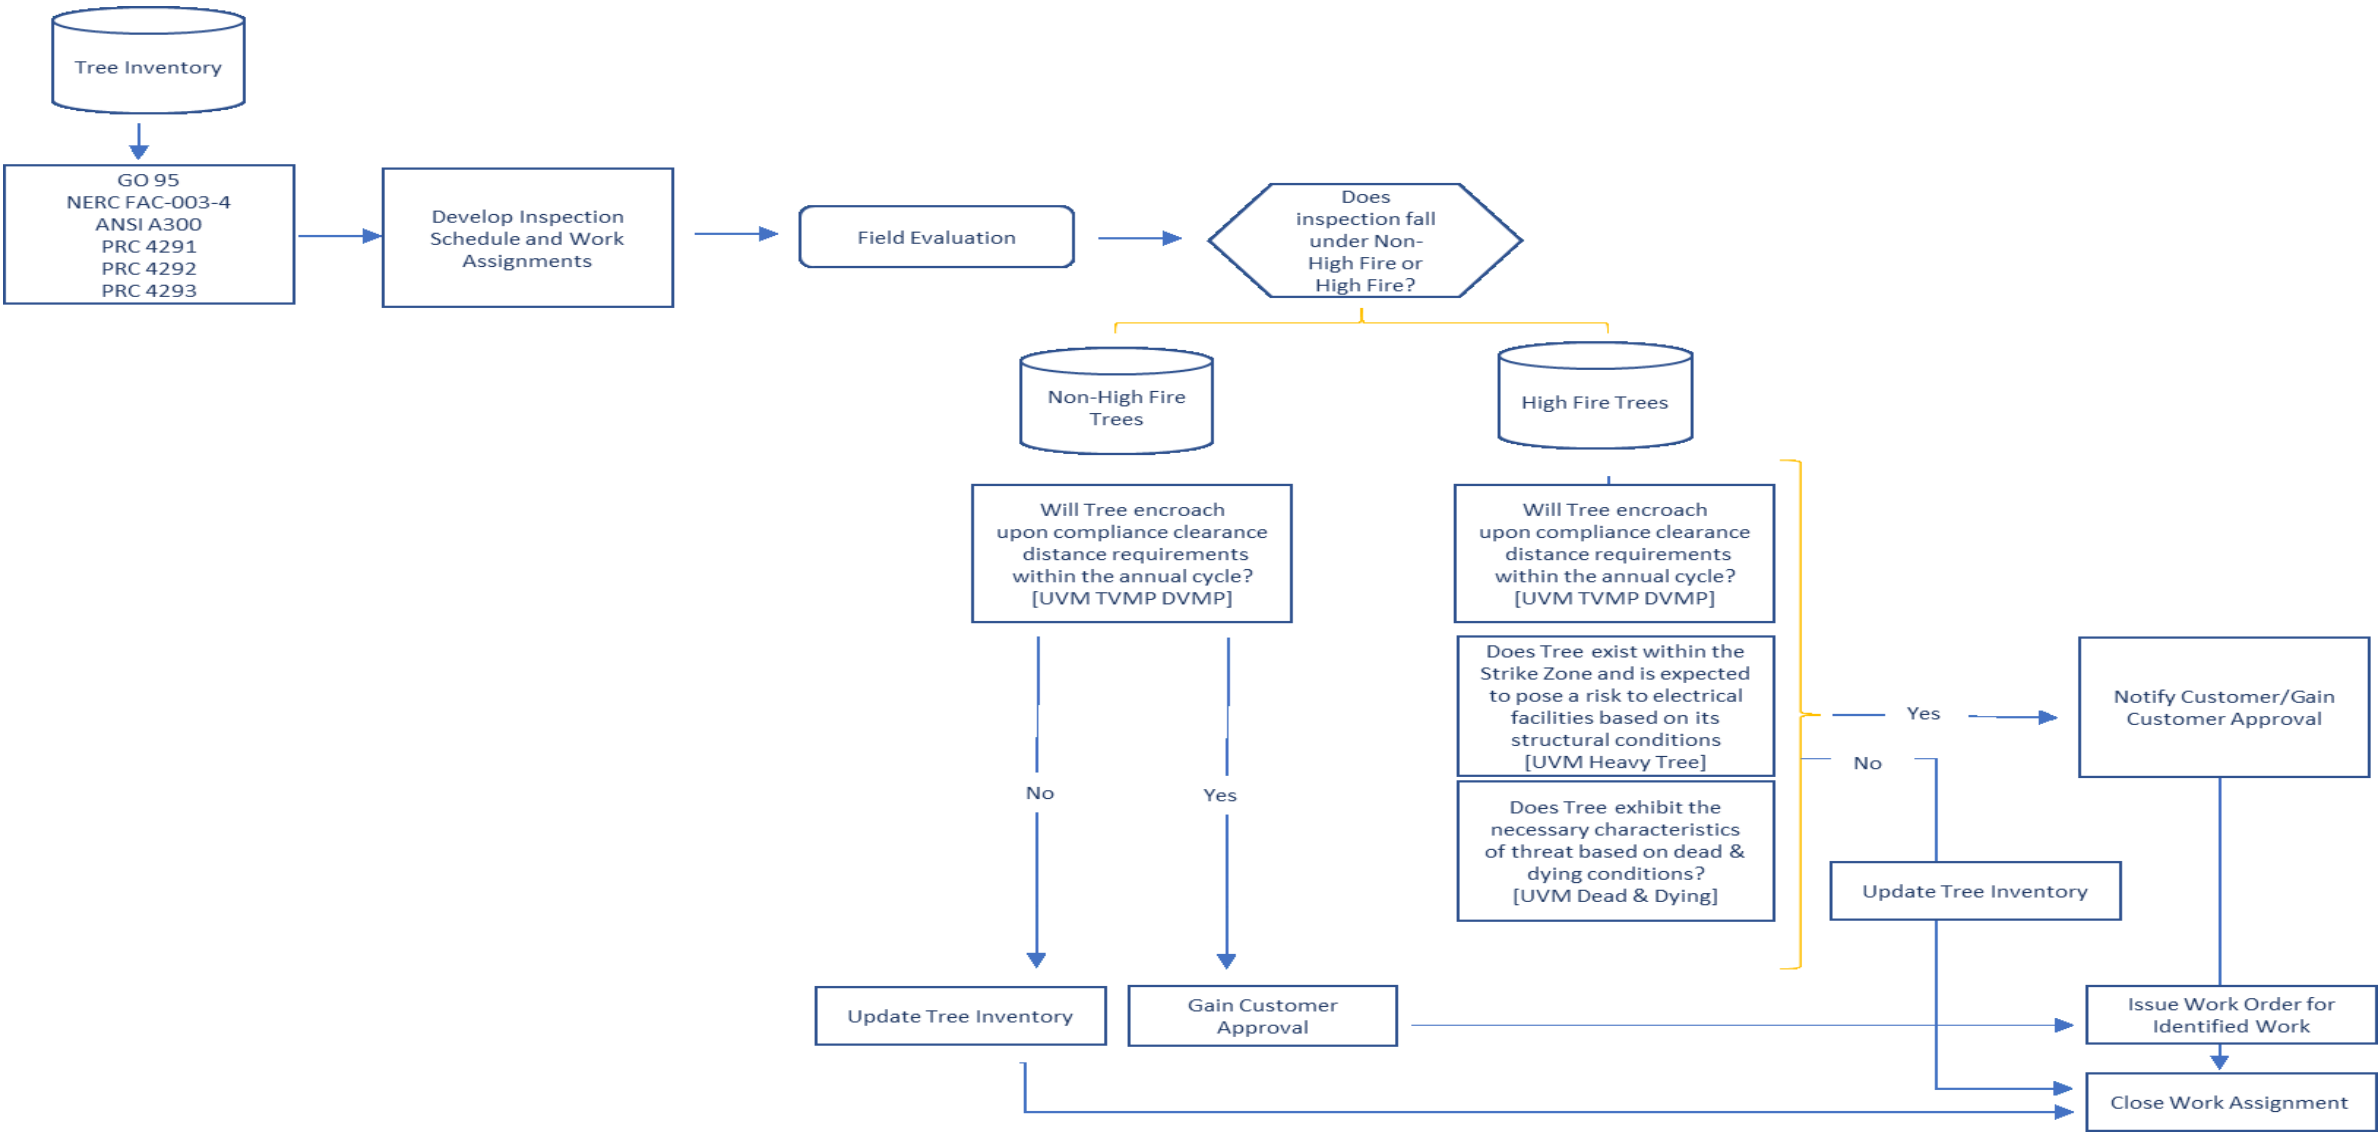 Tree Inventory
GO 95
NERC FAC-003-4
ANSI A300
PRC 4291
PRC 4292
PRC 4293
Develop Inspection
Schedule and Work
Assignments
Field Evaluation
Does
inspection fall
under Non-
High Fire or
High Fire?
Non-High Fire
Trees
High Fire Trees
Will Tree encroach
upon compliance clearance
distance requirements
within the annual cycle?
[UVM TVMP DVMP]
Will Tree encroach
upon compliance clearance
distance requirements
within the annual cycle?
[UVM TVMP DVMP]
Does Tree exist within the
Strike Zone and is expected
to pose a risk to electrical
facilities based on its
structural conditions
[UVM Heavy Tree]
Does Tree exhibit the
necessary characteristics
of threat based on dead &
dying conditions?
[UVM Dead & Dying]
Yes
No
Notify Customer/Gain
Customer Approval
No
Yes
Update Tree Inventory
Update Tree Inventory
Gain Customer
Approval
Issue Work Order for
Identified Work
Close Work Assignment